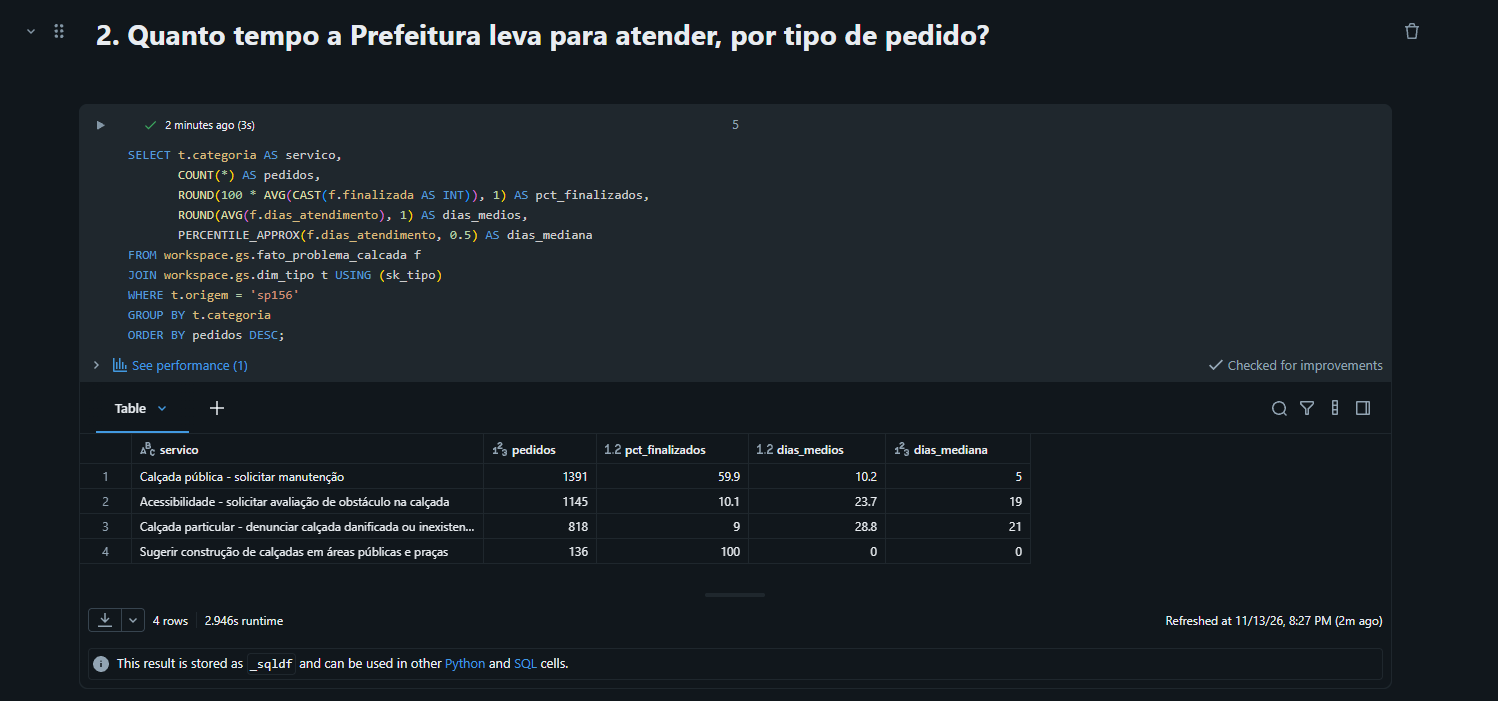 2. Quanto tempo a Prefeitura leva para atender, por tipo de pedido?
2 minutes ago (3s)
5
SELECT t.categoria AS servico,
COUNT(*) AS pedidos,
ROUND(100 * AVG(CAST(f.finalizada AS INT)), 1) AS pct_finalizados,
ROUND(AVG(f.dias_atendimento), 1) AS dias_medios,
PERCENTILE_APPROX(f.dias_atendimento, 0.5) AS dias_mediana
FROM workspace.gs.fato_problema_calcada f
JOIN workspace.gs.dim_tipo t USING (sk_tipo)
WHERE t.origem = 'sp156'
GROUP BY t.categoria
ORDER BY pedidos DESC;
See performance (1)
Checked for improvements
Table
ABC servico 123 pedidos 1.2 pct_finalizados 1.2 dias_medios 123 dias_mediana
1 Calçada pública - solicitar manutenção 1391 59.9 10.2 5
2 Acessibilidade - solicitar avaliação de obstáculo na calçada 1145 10.1 23.7 19
3 Calçada particular - denunciar calçada danificada ou inexisten... 818 9 28.8 21
4 Sugerir construção de calçadas em áreas públicas e praças 136 100 0 0
4 rows 2.946s runtime
Refreshed at 11/13/26, 8:27 PM (2m ago)
This result is stored as _sqldf and can be used in other Python and SQL cells.